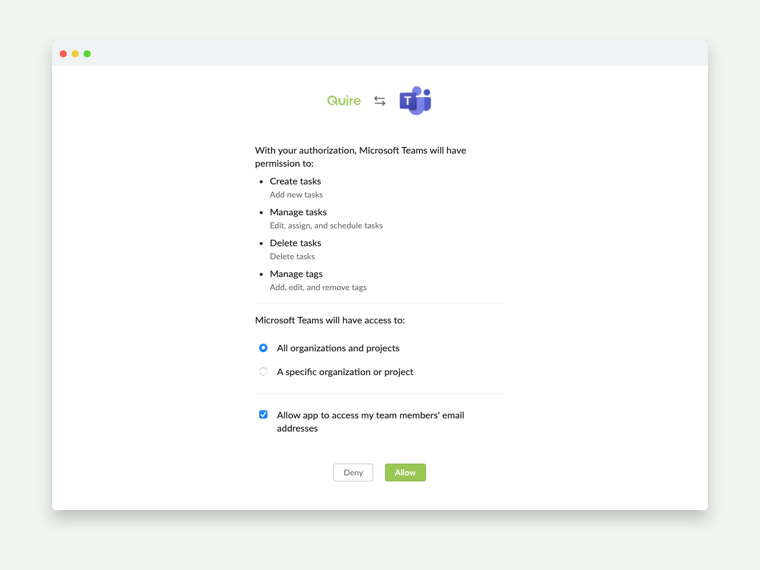 Quire
T
With your authorization, Microsoft Teams will have
permission to:
• Create tasks
Add new tasks
• Manage tasks
Edit, assign, and schedule tasks
• Delete tasks
Delete tasks
• Manage tags
Add, edit, and remove tags
Microsoft Teams will have access to:
All organizations and projects
A specific organization or project
Allow app to access my team members' email
addresses
Deny Allow